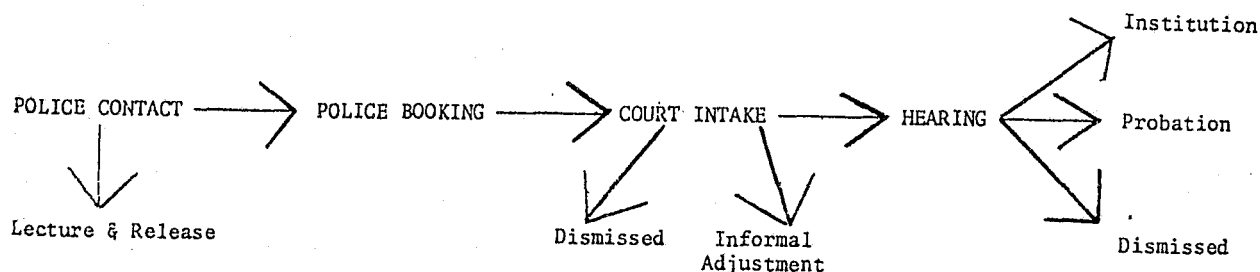 Institution
POLICE CONTACT
POLICE BOOKING
COURT INTAKE
HEARING
Probation
Lecture & Release
Dismissed
Informal
Adjustment
Dismissed